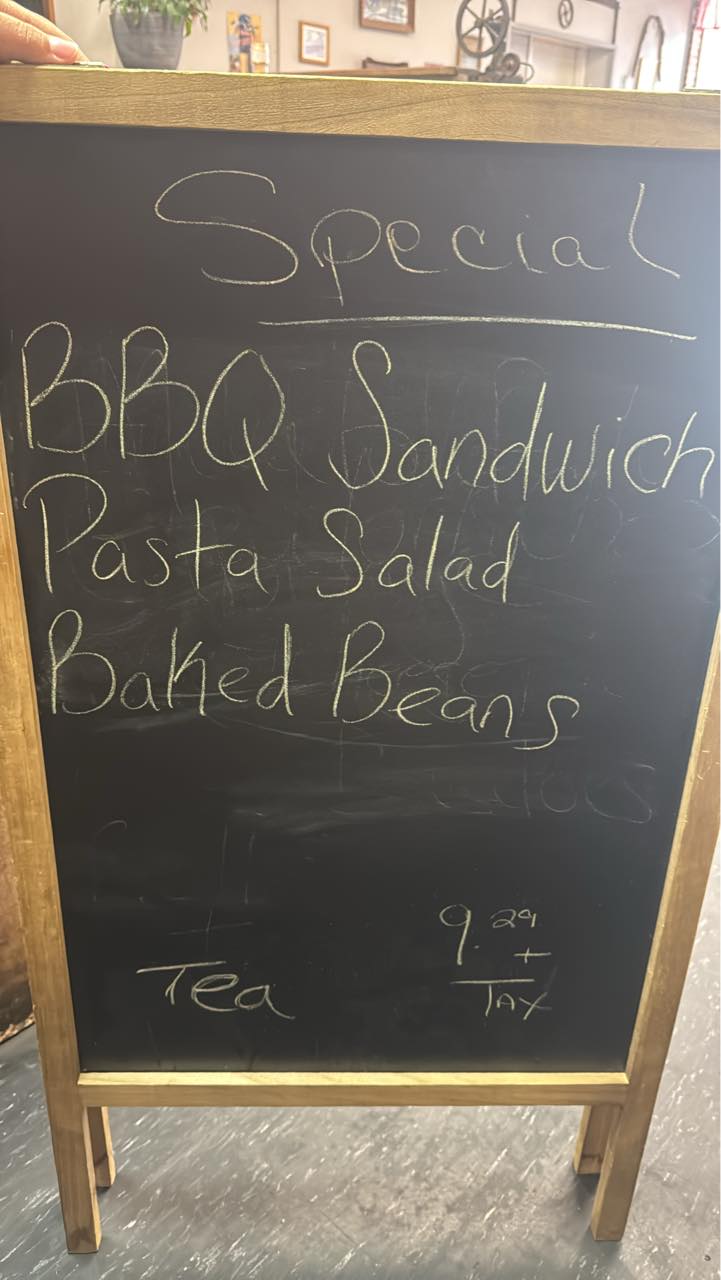 Special
BBQ Sandwich
Pasta Salad
Baked Beans
Tea
9.29
+
TAX